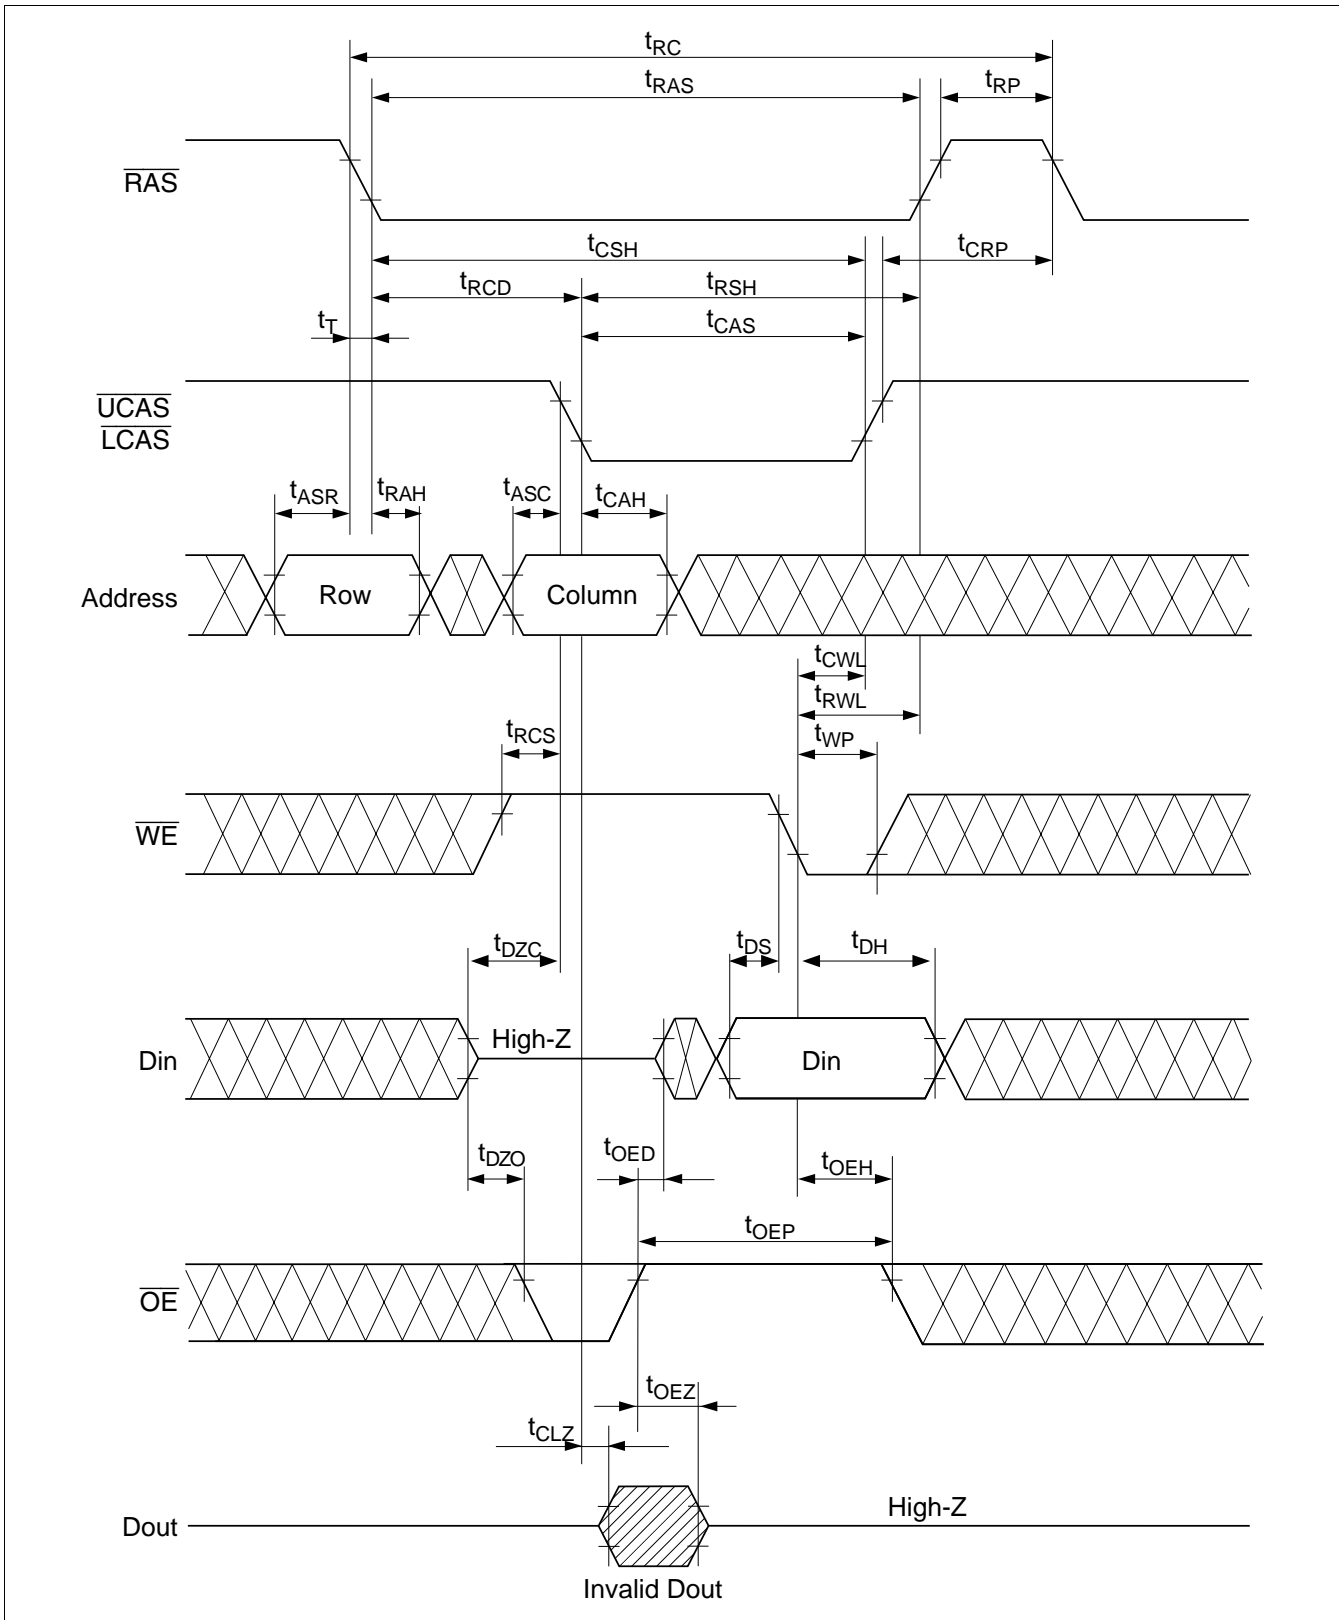 tRC
tRAS
tRP
RAS
tCSH
tCRP
tRCD
tRSH
tT
tCAS
UCAS
LCAS
tASR
tRAH
tASC
tCAH
Address
Row
Column
tCWL
tRWL
tRCS
tWP
WE
tDZC
tDS
tDH
High-Z
Din
Din
tDZO
tOED
tOEH
tOEP
OE
tOEZ
tCLZ
High-Z
Dout
Invalid Dout